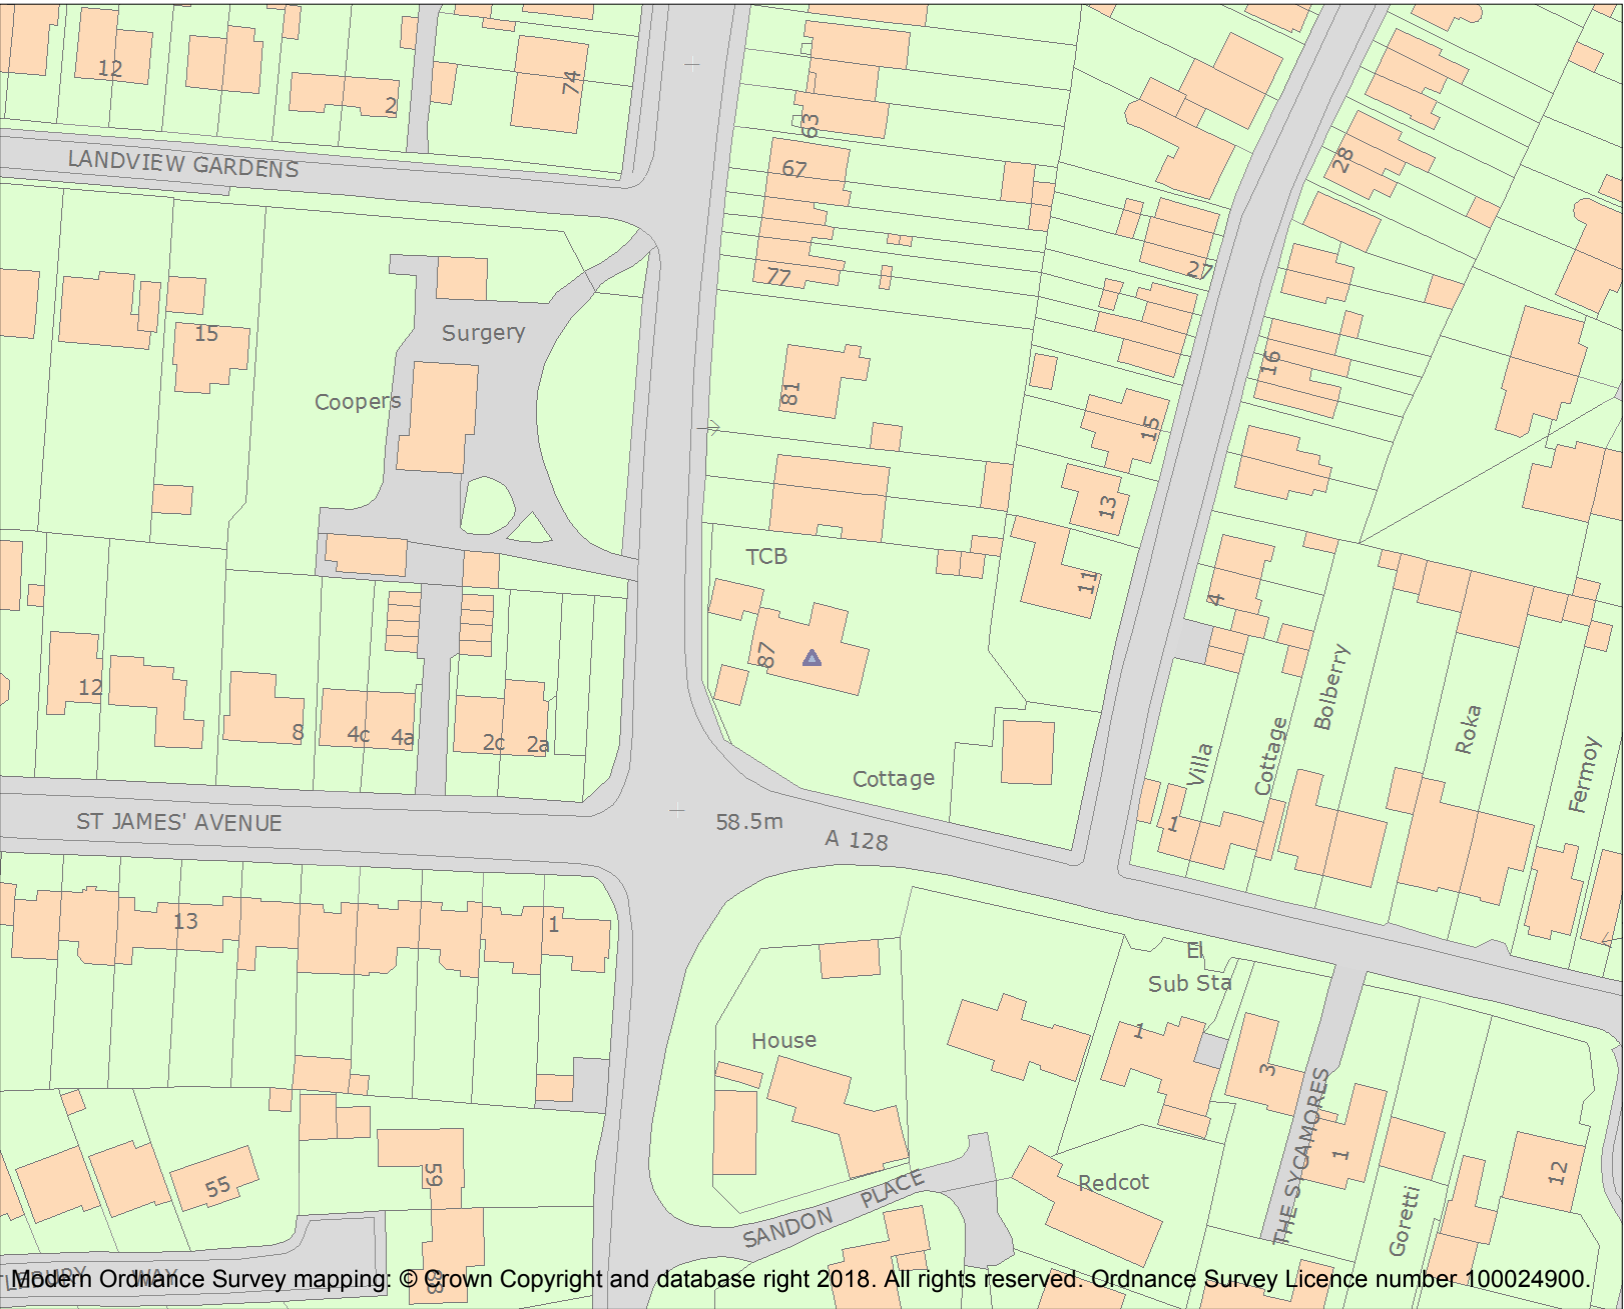 12
2
74
63
LANDVIEW GARDENS
67
28
77
27
Surgery
15
81
16
Coopers
15
13
TCB
11
4
87
12
8
4c
4a
2c
2a
Bolberry
Roka
Villa
Cottage
Fermoy
Cottage
ST JAMES' AVENUE
58.5m
A 128
1
13
1
El
Sub Sta
House
1
3
THE SYCAMORES
1
55
59
SANDON PLACE
Redcot
Goretti
12
WAY
Modern Ordnance Survey mapping: © Crown Copyright and database right 2018. All rights reserved. Ordnance Survey Licence number 100024900.